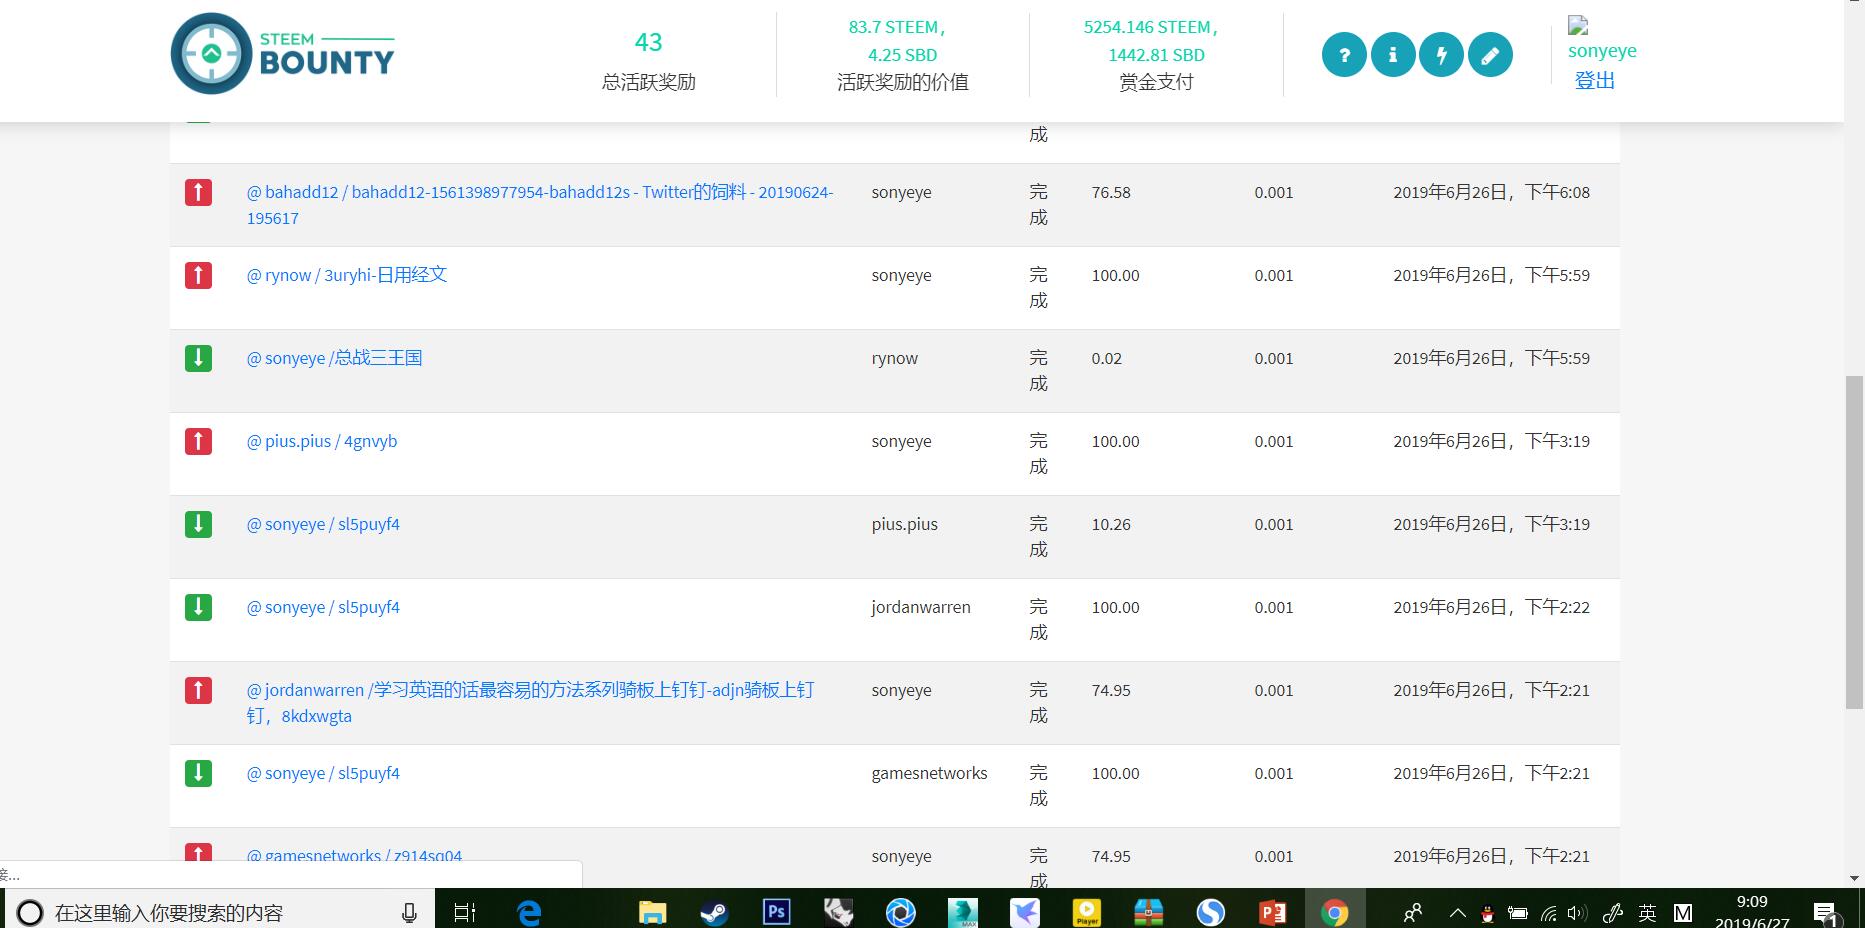 STEEM
BOUNTY
43
总活跃奖励
83.7 STEEM，
4.25 SBD
活跃奖励的价值
5254.146 STEEM，
1442.81 SBD
赏金支付
sonyeye
登出
成
@ bahadd12 / bahadd12-1561398977954-bahadd12s - Twitter的饲料 - 20190624-
195617
sonyeye
完
成
76.58
0.001
2019年6月26日，下午6:08
@ rynow / 3uryhi-日用经文
sonyeye
完
成
100.00
0.001
2019年6月26日，下午5:59
@ sonyeye /总战三王国
rynow
完
成
0.02
0.001
2019年6月26日，下午5:59
@ pius.pius / 4gnvyb
sonyeye
完
成
100.00
0.001
2019年6月26日，下午3:19
@ sonyeye / sl5puyf4
pius.pius
完
成
10.26
0.001
2019年6月26日，下午3:19
@ sonyeye / sl5puyf4
jordanwarren
完
成
100.00
0.001
2019年6月26日，下午2:22
@ jordanwarren /学习英语的话最容易的方法系列骑板上钉钉-adjn骑板上钉
钉，8kdxwgta
sonyeye
完
成
74.95
0.001
2019年6月26日，下午2:21
@ sonyeye / sl5puyf4
gamesnetworks
完
成
100.00
0.001
2019年6月26日，下午2:21
@ gamesnetworks / z914sq04
sonyeye
完
成
74.95
0.001
2019年6月26日，下午2:21
接...
在这里输入你要搜索的内容
Ps
MAX
Player
P
英
M
9:09
2019/6/27
1